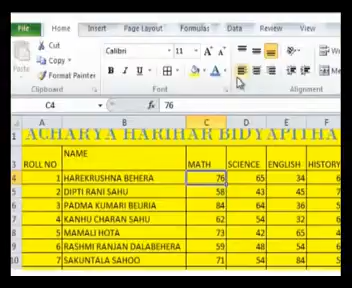 File Home Insert Page Layout Formulas Data Review View
Cut
Copy
Format Painter
Paste
Calibri 11 A A
B I U A
Clipboard Font Alignment
C4 fx 76
A B C D E F
1 ACHARYA HARIHAR BIDYAPITHA
3 ROLL NO NAME MATH SCIENCE ENGLISH HISTORY
4 1 HAREKRUSHNA BEHERA 76 65 34
5 2 DIPTI RANI SAHU 58 43 45
6 3 PADMA KUMARI BEURIA 84 64 36
7 4 KANHU CHARAN SAHU 62 54 32
8 5 MAMALI HOTA 73 42 65
9 6 RASHMI RANJAN DALABEHERA 59 48 54
10 7 SAKUNTALA SAHOO 71 54 84